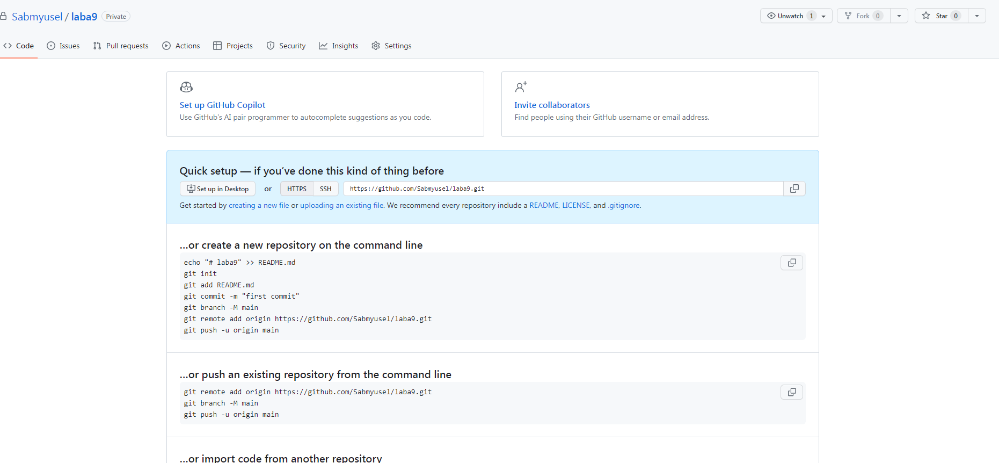 Sabmyusel / laba9 Private
Unwatch 1 Fork 0 Star 0
Code Issues Pull requests Actions Projects Security Insights Settings
Set up GitHub Copilot
Use GitHub's AI pair programmer to autocomplete suggestions as you code.
Invite collaborators
Find people using their GitHub username or email address.
Quick setup — if you’ve done this kind of thing before
Set up in Desktop or HTTPS SSH https://github.com/Sabmyusel/laba9.git
Get started by creating a new file or uploading an existing file. We recommend every repository include a README, LICENSE, and .gitignore.
…or create a new repository on the command line
echo "# laba9" >> README.md
git init
git add README.md
git commit -m "first commit"
git branch -M main
git remote add origin https://github.com/Sabmyusel/laba9.git
git push -u origin main
…or push an existing repository from the command line
git remote add origin https://github.com/Sabmyusel/laba9.git
git branch -M main
git push -u origin main
…or import code from another repository